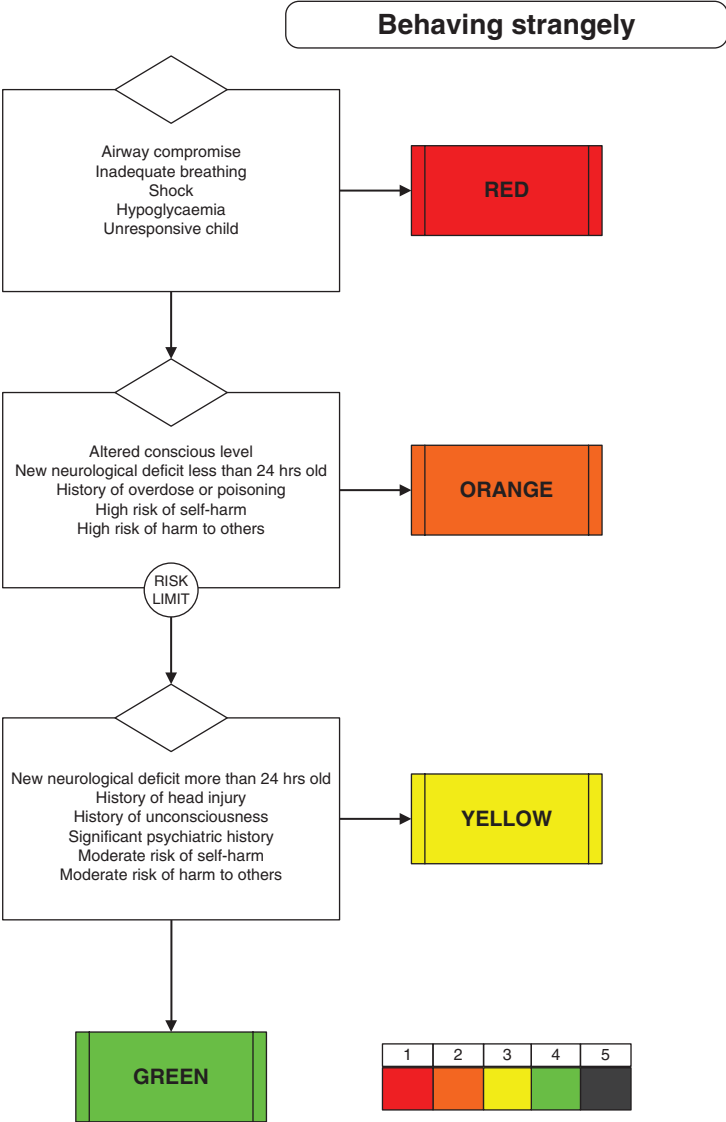 Behaving strangely
Airway compromise
Inadequate breathing
Shock
Hypoglycaemia
Unresponsive child
RED
Altered conscious level
New neurological deficit less than 24 hrs old
History of overdose or poisoning
High risk of self-harm
High risk of harm to others
ORANGE
RISK
LIMIT
New neurological deficit more than 24 hrs old
History of head injury
History of unconsciousness
Significant psychiatric history
Moderate risk of self-harm
Moderate risk of harm to others
YELLOW
GREEN
1 2 3 4 5